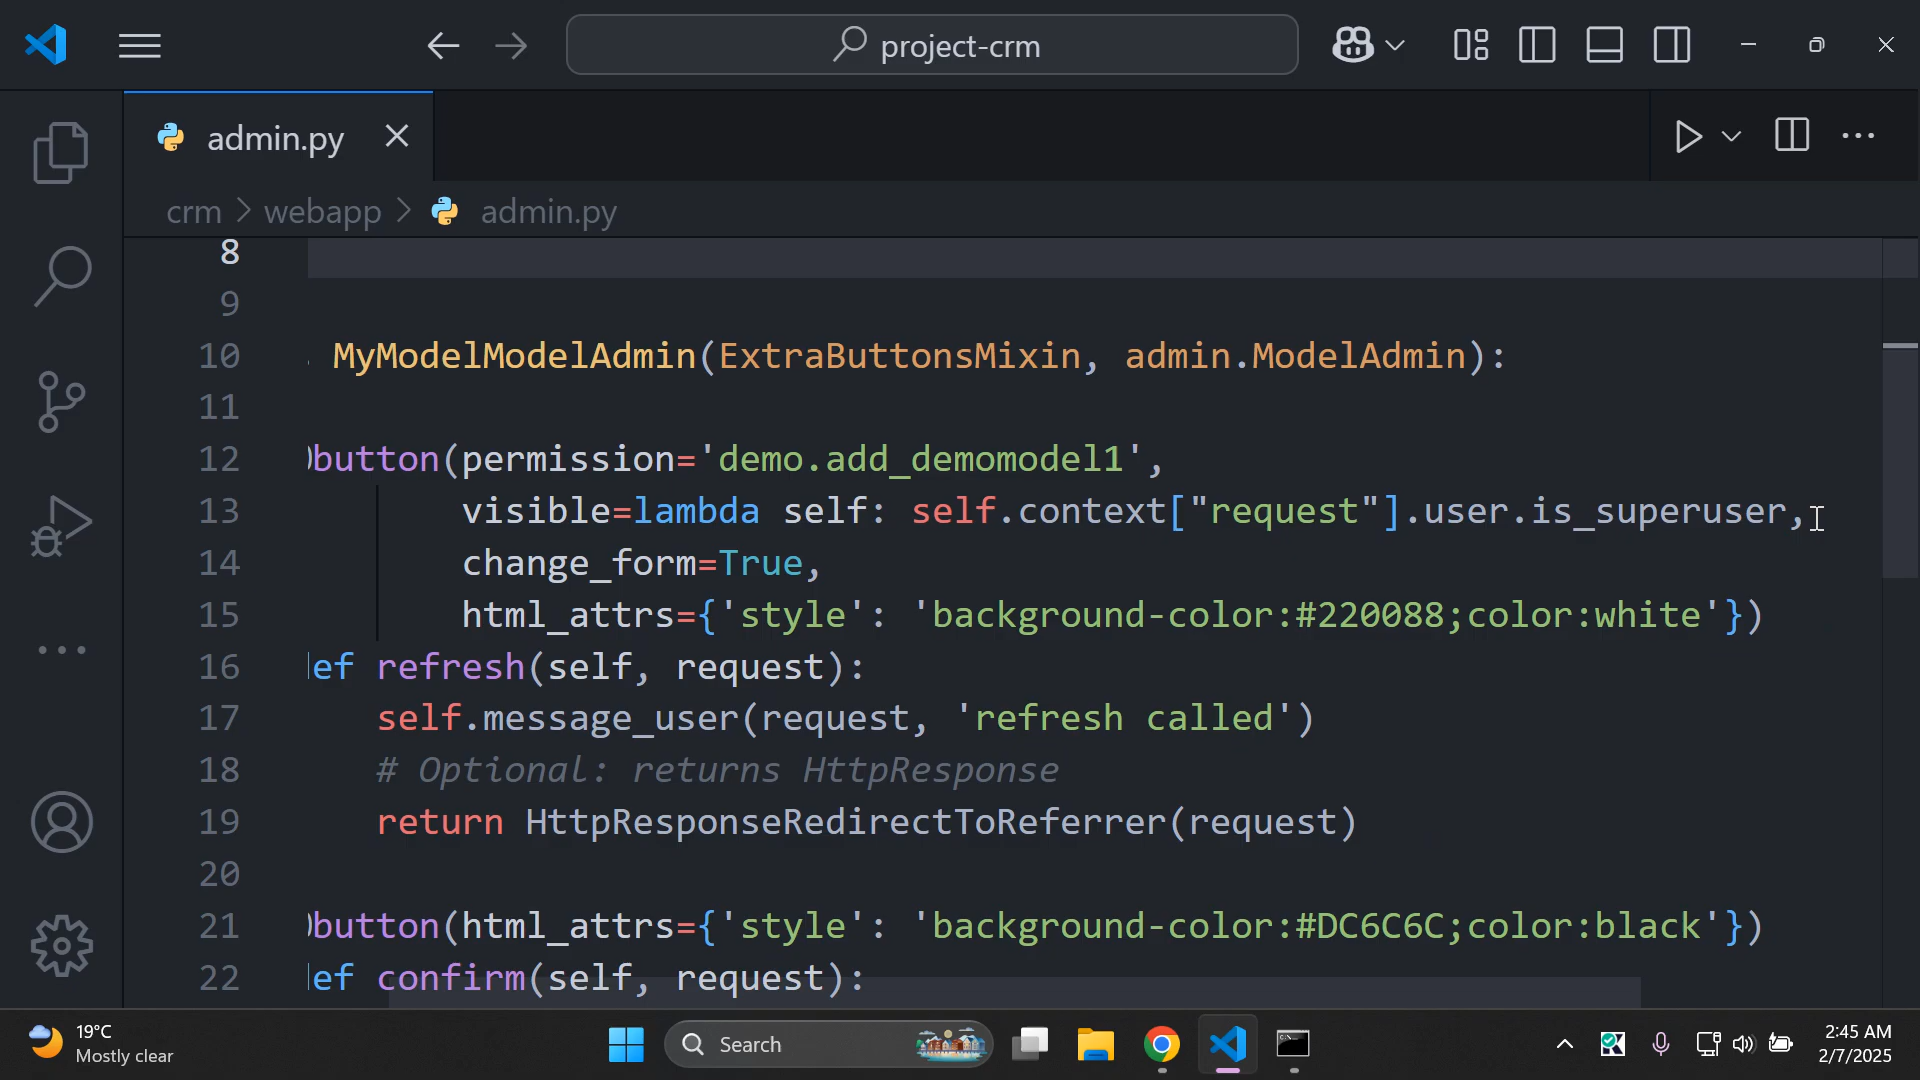 project-crm
admin.py
crm > webapp > admin.py
8
9
10 MyModelModelAdmin(ExtraButtonsMixin, admin.ModelAdmin):
11
12 button(permission='demo.add_demomodel1',
13 visible=lambda self: self.context["request"].user.is_superuser,
14 change_form=True,
15 html_attrs={'style': 'background-color:#220088;color:white'})
16 ef refresh(self, request):
17 self.message_user(request, 'refresh called')
18 # Optional: returns HttpResponse
19 return HttpResponseRedirectToReferrer(request)
20
21 button(html_attrs={'style': 'background-color:#DC6C6C;color:black'})
22 ef confirm(self, request):
19°C
Mostly clear
Search
2:45 AM
2/7/2025